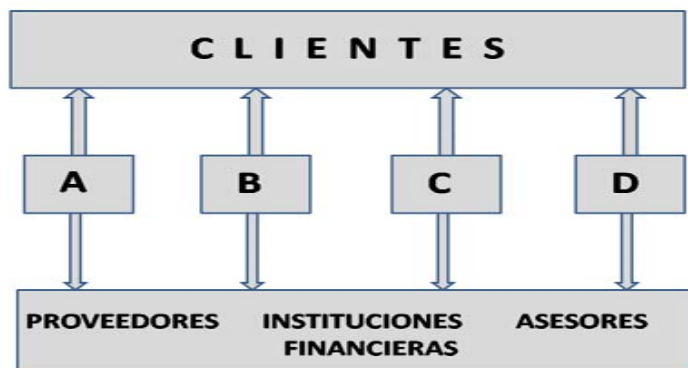 C L I E N T E S
A B C D
PROVEEDORES INSTITUCIONES ASESORES
FINANCIERAS